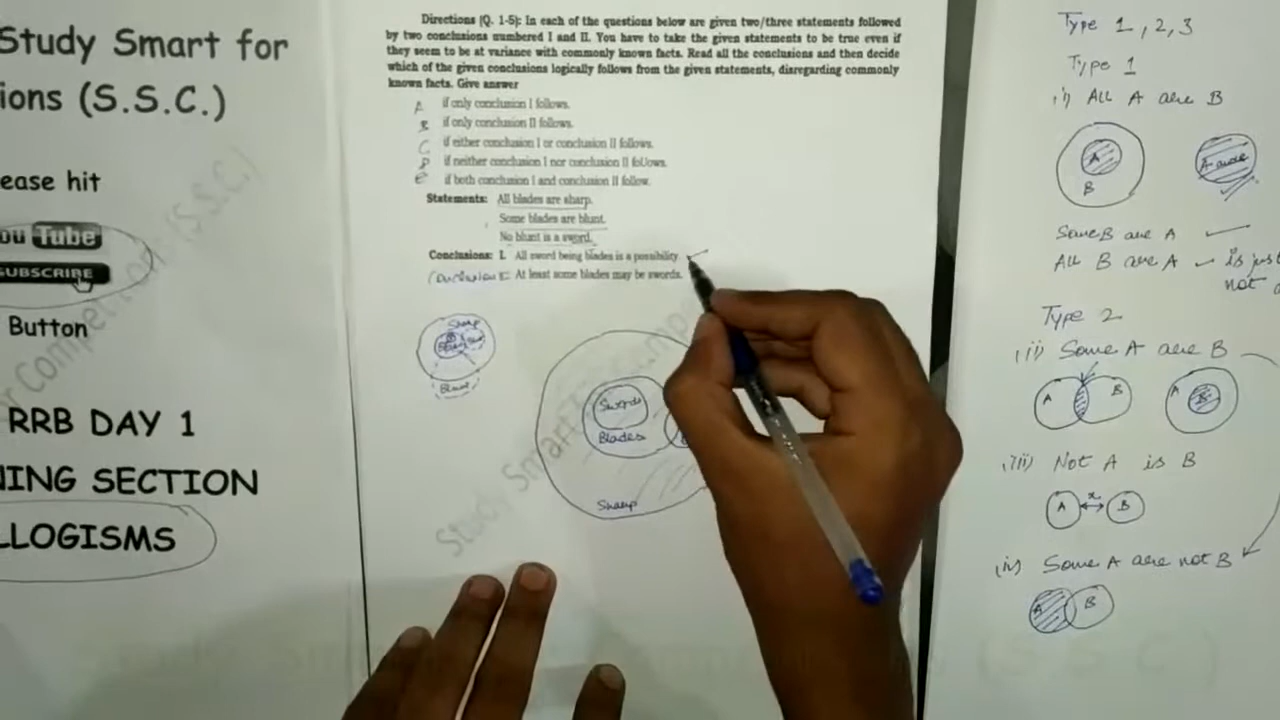 Study Smart for
ions (S.S.C.)
ease hit
ou Tube
SUBSCRIBE
Button
RRB DAY 1
NING SECTION
LLOGISMS
Directions (Q. 1-5): In each of the questions below are given two/three statements followed
by two conclusions numbered I and II. You have to take the given statements to be true even if
they seem to be at variance with commonly known facts. Read all the conclusions and then decide
which of the given conclusions logically follows from the given statements, disregarding commonly
known facts. Give answer
A if only conclusion I follows.
B if only conclusion II follows.
C if either conclusion I or conclusion II follows.
D if neither conclusion I nor conclusion II follows.
e if both conclusion I and conclusion II follow.
Statements: All blades are sharp.
Some blades are blunt.
No blunt is a sword.
Conclusions: I. All sword being blades is a possibility
At least some blades may be swords.
Sharp
Swords
Blades
Sharp
Type 1, 2, 3
Type 1
i) All A are B
A
B
Some B are A
All B are A is just
not
Type 2
(ii) Some A are B
A B A B
(iii) Not A is B
A x B
(iv) Some A are not B
A B